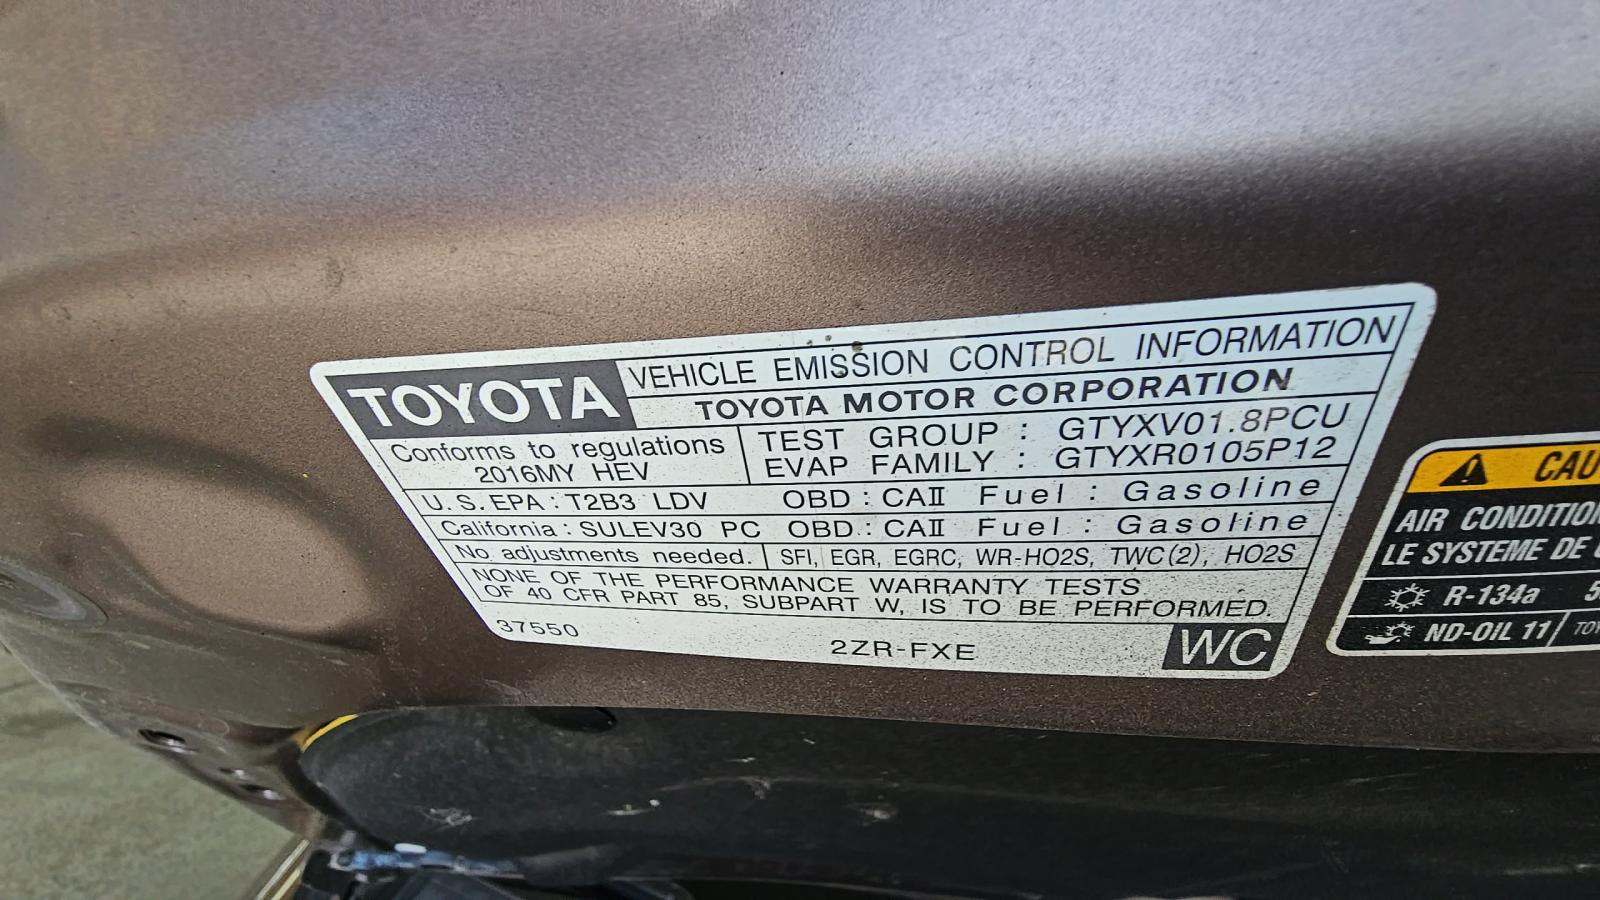 TOYOTA VEHICLE EMISSION CONTROL INFORMATION
TOYOTA MOTOR CORPORATION
Conforms to regulations
2016MY HEV
TEST GROUP : GTYXV01.8PCU
EVAP FAMILY : GTYXR0105P12
U.S.EPA : T2B3 LDV OBD : CAII Fuel : Gasoline
California : SULEV30 PC OBD : CAII Fuel : Gasoline
No adjustments needed. SFI, EGR, EGRC, WR-HO2S, TWC(2), HO2S
NONE OF THE PERFORMANCE WARRANTY TESTS
OF 40 CFR PART 85, SUBPART W, IS TO BE PERFORMED.
37550 2ZR-FXE WC
AIR
LE SYSTEME DE
R-134a
ND-OIL 11